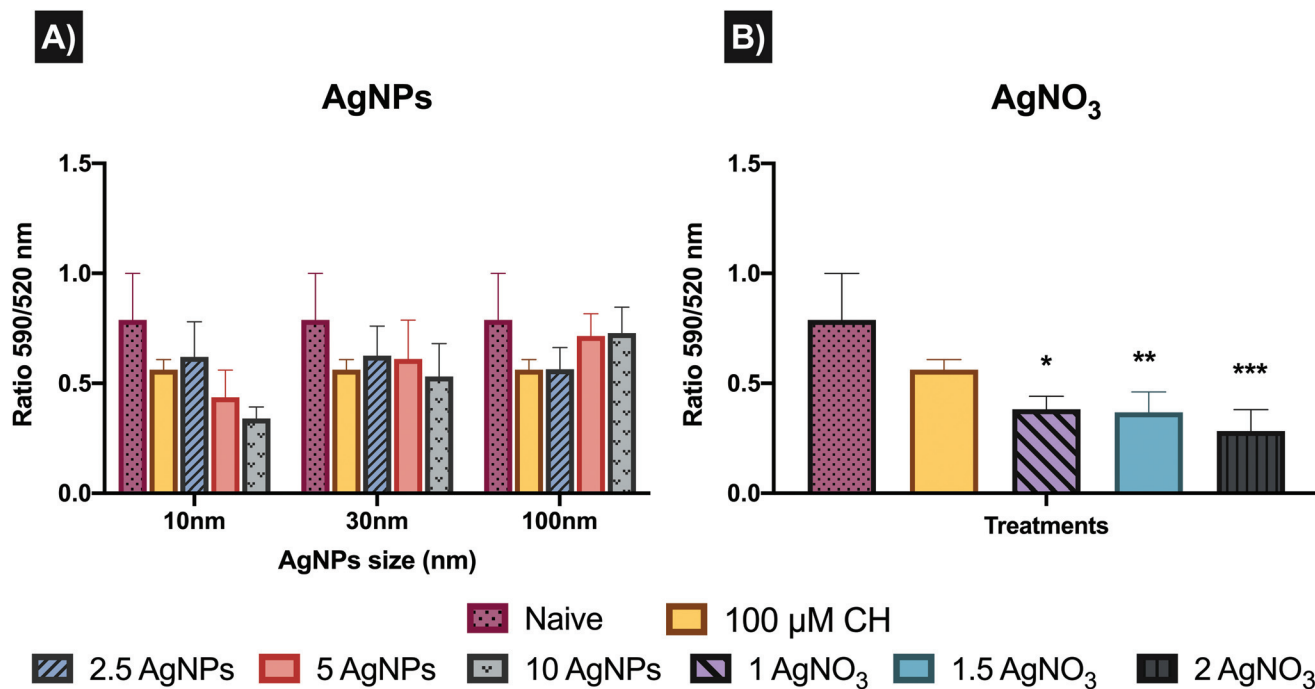 A)
AgNPs
Ratio 590/520 nm
1.5
1.0
0.5
0.0
10nm 30nm 100nm
AgNPs size (nm)
B)
AgNO₃
Ratio 590/520 nm
1.5
1.0
0.5
0.0
* ** ***
Treatments
Naive 100 µM CH
2.5 AgNPs 5 AgNPs 10 AgNPs 1 AgNO₃ 1.5 AgNO₃ 2 AgNO₃